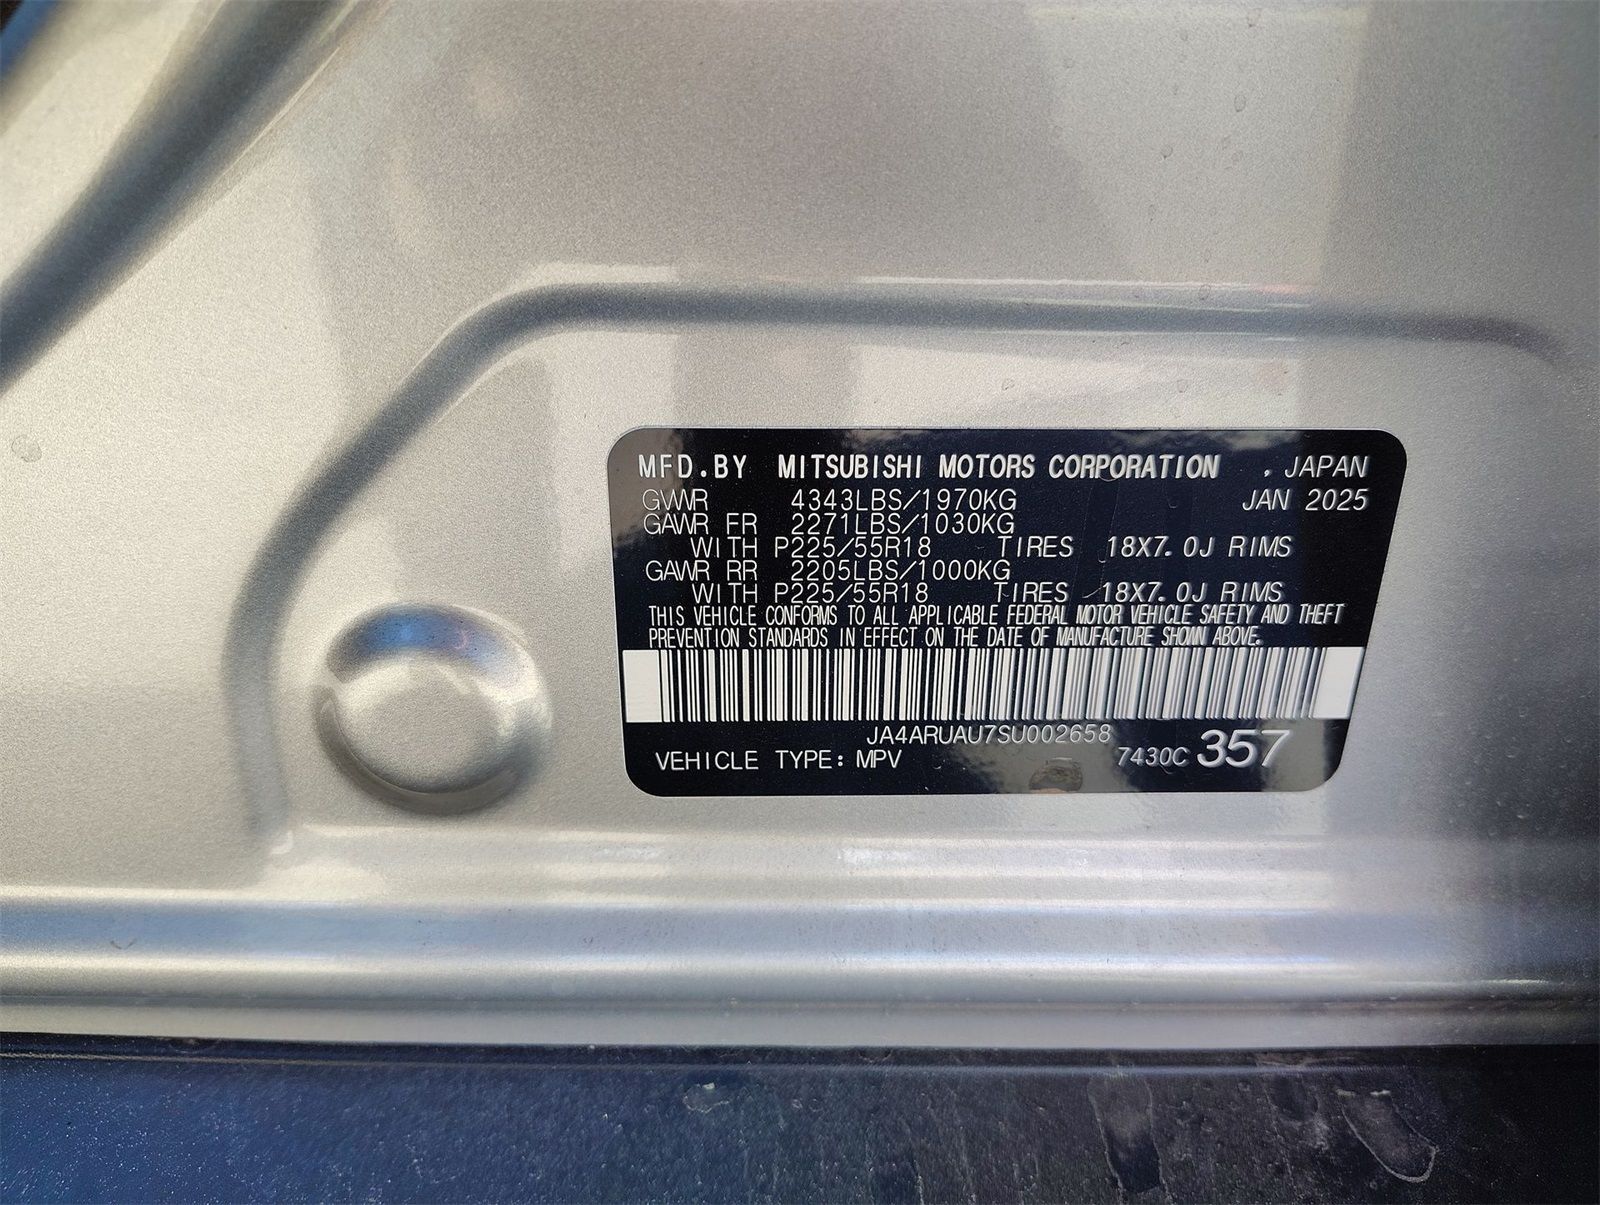 MFD.BY MITSUBISHI MOTORS CORPORATION , JAPAN
GVWR 4343LBS/1970KG JAN 2025
GAWR FR 2271LBS/1030KG
WITH P225/55R18 TIRES 18X7.0J RIMS
GAWR RR 2205LBS/1000KG
WITH P225/55R18 TIRES 18X7.0J RIMS
THIS VEHICLE CONFORMS TO ALL APPLICABLE FEDERAL MOTOR VEHICLE SAFETY AND THEFT
PREVENTION STANDARDS IN EFFECT ON THE DATE OF MANUFACTURE SHOWN ABOVE.
JA4ARUAU7SU002658
VEHICLE TYPE: MPV 7430C 357